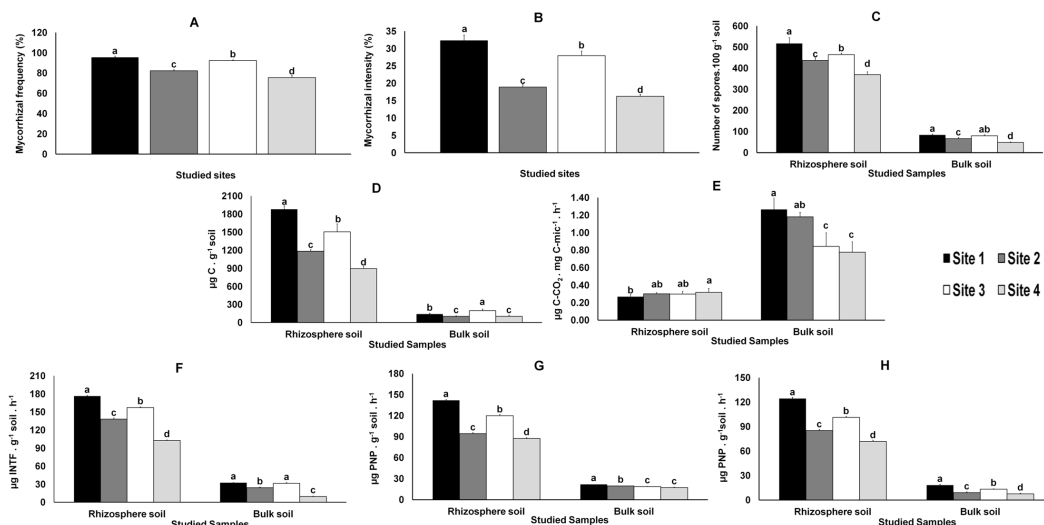 A
Mycorrhizal frequency (%)
120
100
80
60
40
20
0
a
c
b
d
Studied sites
B
Mycorrhizal intensity (%)
35
30
25
20
15
10
5
0
a
c
b
d
Studied sites
C
Number of spores.100 g⁻¹ soil
600
500
400
300
200
100
0
a
c
b
d
a
c
ab
d
Rhizosphere soil
Bulk soil
Studied Samples
D
µg C . g⁻¹ soil
2100
1800
1500
1200
900
600
300
0
a
c
b
d
b
c
a
c
Rhizosphere soil
Bulk soil
Studied Samples
E
µg C-CO₂ . mg C-mic⁻¹ . h⁻¹
1.40
1.20
1.00
0.80
0.60
0.40
0.20
0.00
b
ab
ab
a
a
ab
c
c
Rhizosphere soil
Bulk soil
Studied Samples
Site 1
Site 2
Site 3
Site 4
F
µg INTF . g⁻¹ soil . h⁻¹
210
180
150
120
90
60
30
0
a
c
b
d
a
b
a
c
Rhizosphere soil
Bulk soil
Studied Samples
G
µg PNP . g⁻¹ soil . h⁻¹
180
150
120
90
60
30
0
a
c
b
d
a
b
c
d
Rhizosphere soil
Bulk soil
Studied Samples
H
µg PNP . g⁻¹soil . h⁻¹
150
120
90
60
30
0
a
c
b
d
a
c
b
d
Rhizosphere soil
Bulk soil
Studied Samples